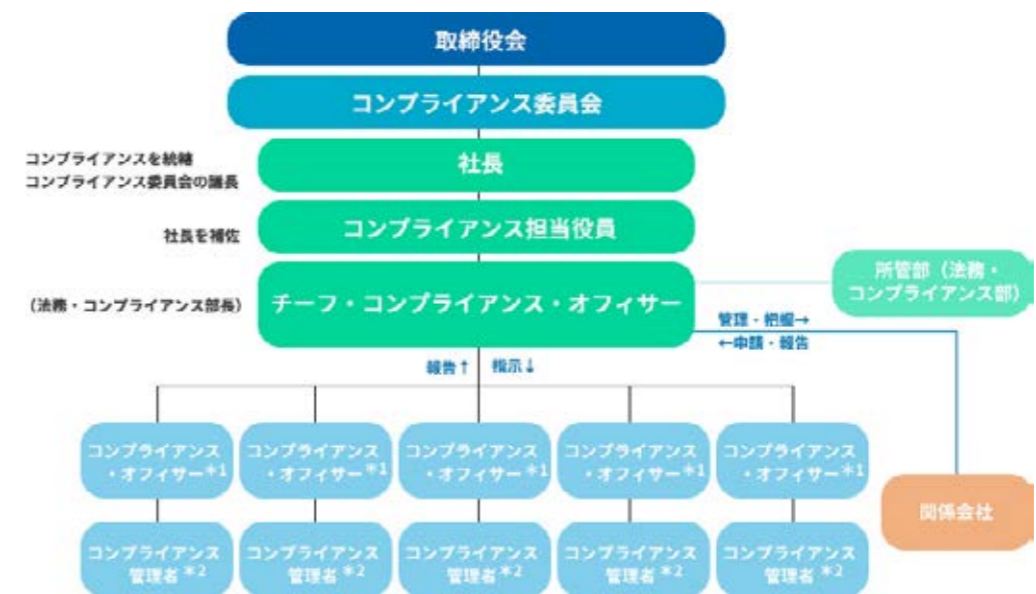 取締役会
コンプライアンス委員会
コンプライアンスを統轄
コンプライアンス委員会の議長
社長
社長を補佐
コンプライアンス担当役員
（法務・コンプライアンス部長）
チーフ・コンプライアンス・オフィサー
所管部（法務・
コンプライアンス部）
管理・把握→
←申請・報告
報告↑
指示↓
コンプライアンス
・オフィサー＊1
コンプライアンス
・オフィサー＊1
コンプライアンス
・オフィサー＊1
コンプライアンス
・オフィサー＊1
コンプライアンス
・オフィサー＊1
関係会社
コンプライアンス
管理者＊2
コンプライアンス
管理者＊2
コンプライアンス
管理者＊2
コンプライアンス
管理者＊2
コンプライアンス
管理者＊2